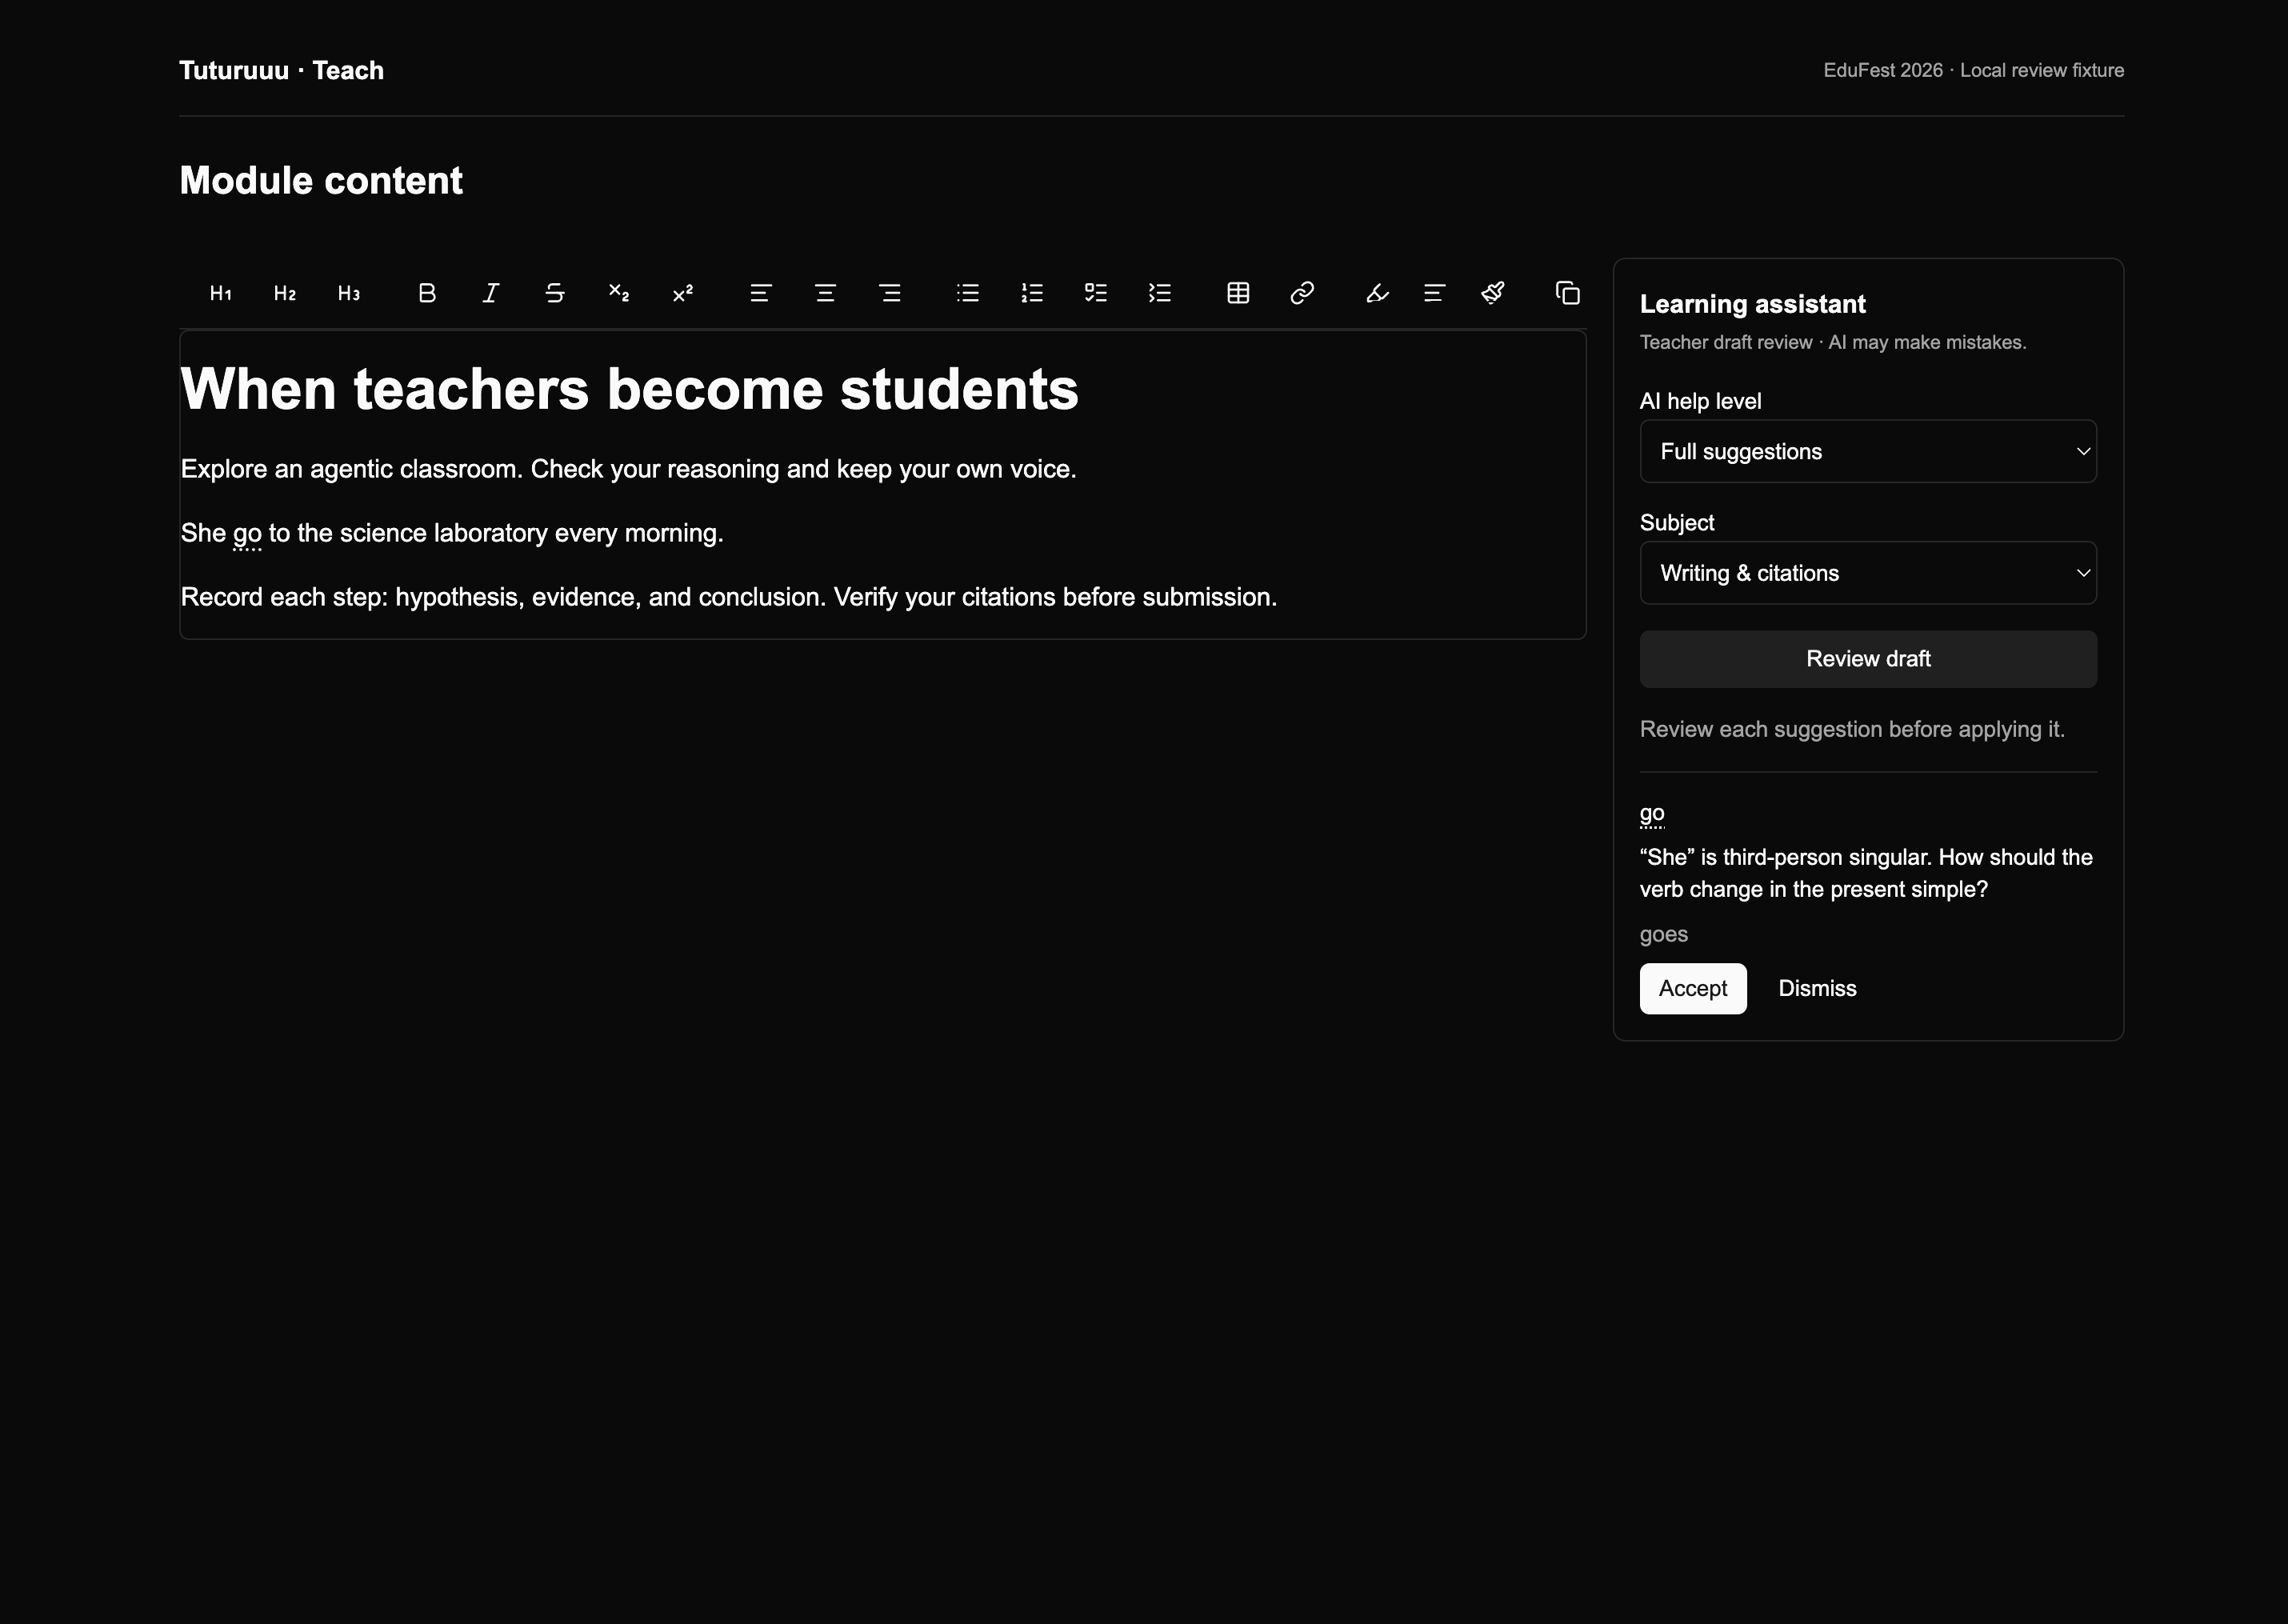 Tuturuuu · Teach
EduFest 2026 · Local review fixture
Module content
H1 H2 H3
When teachers become students
Explore an agentic classroom. Check your reasoning and keep your own voice.
She go to the science laboratory every morning.
Record each step: hypothesis, evidence, and conclusion. Verify your citations before submission.
Learning assistant
Teacher draft review · AI may make mistakes.
AI help level
Full suggestions
Subject
Writing & citations
Review draft
Review each suggestion before applying it.
go
“She” is third-person singular. How should the
verb change in the present simple?
goes
Accept Dismiss